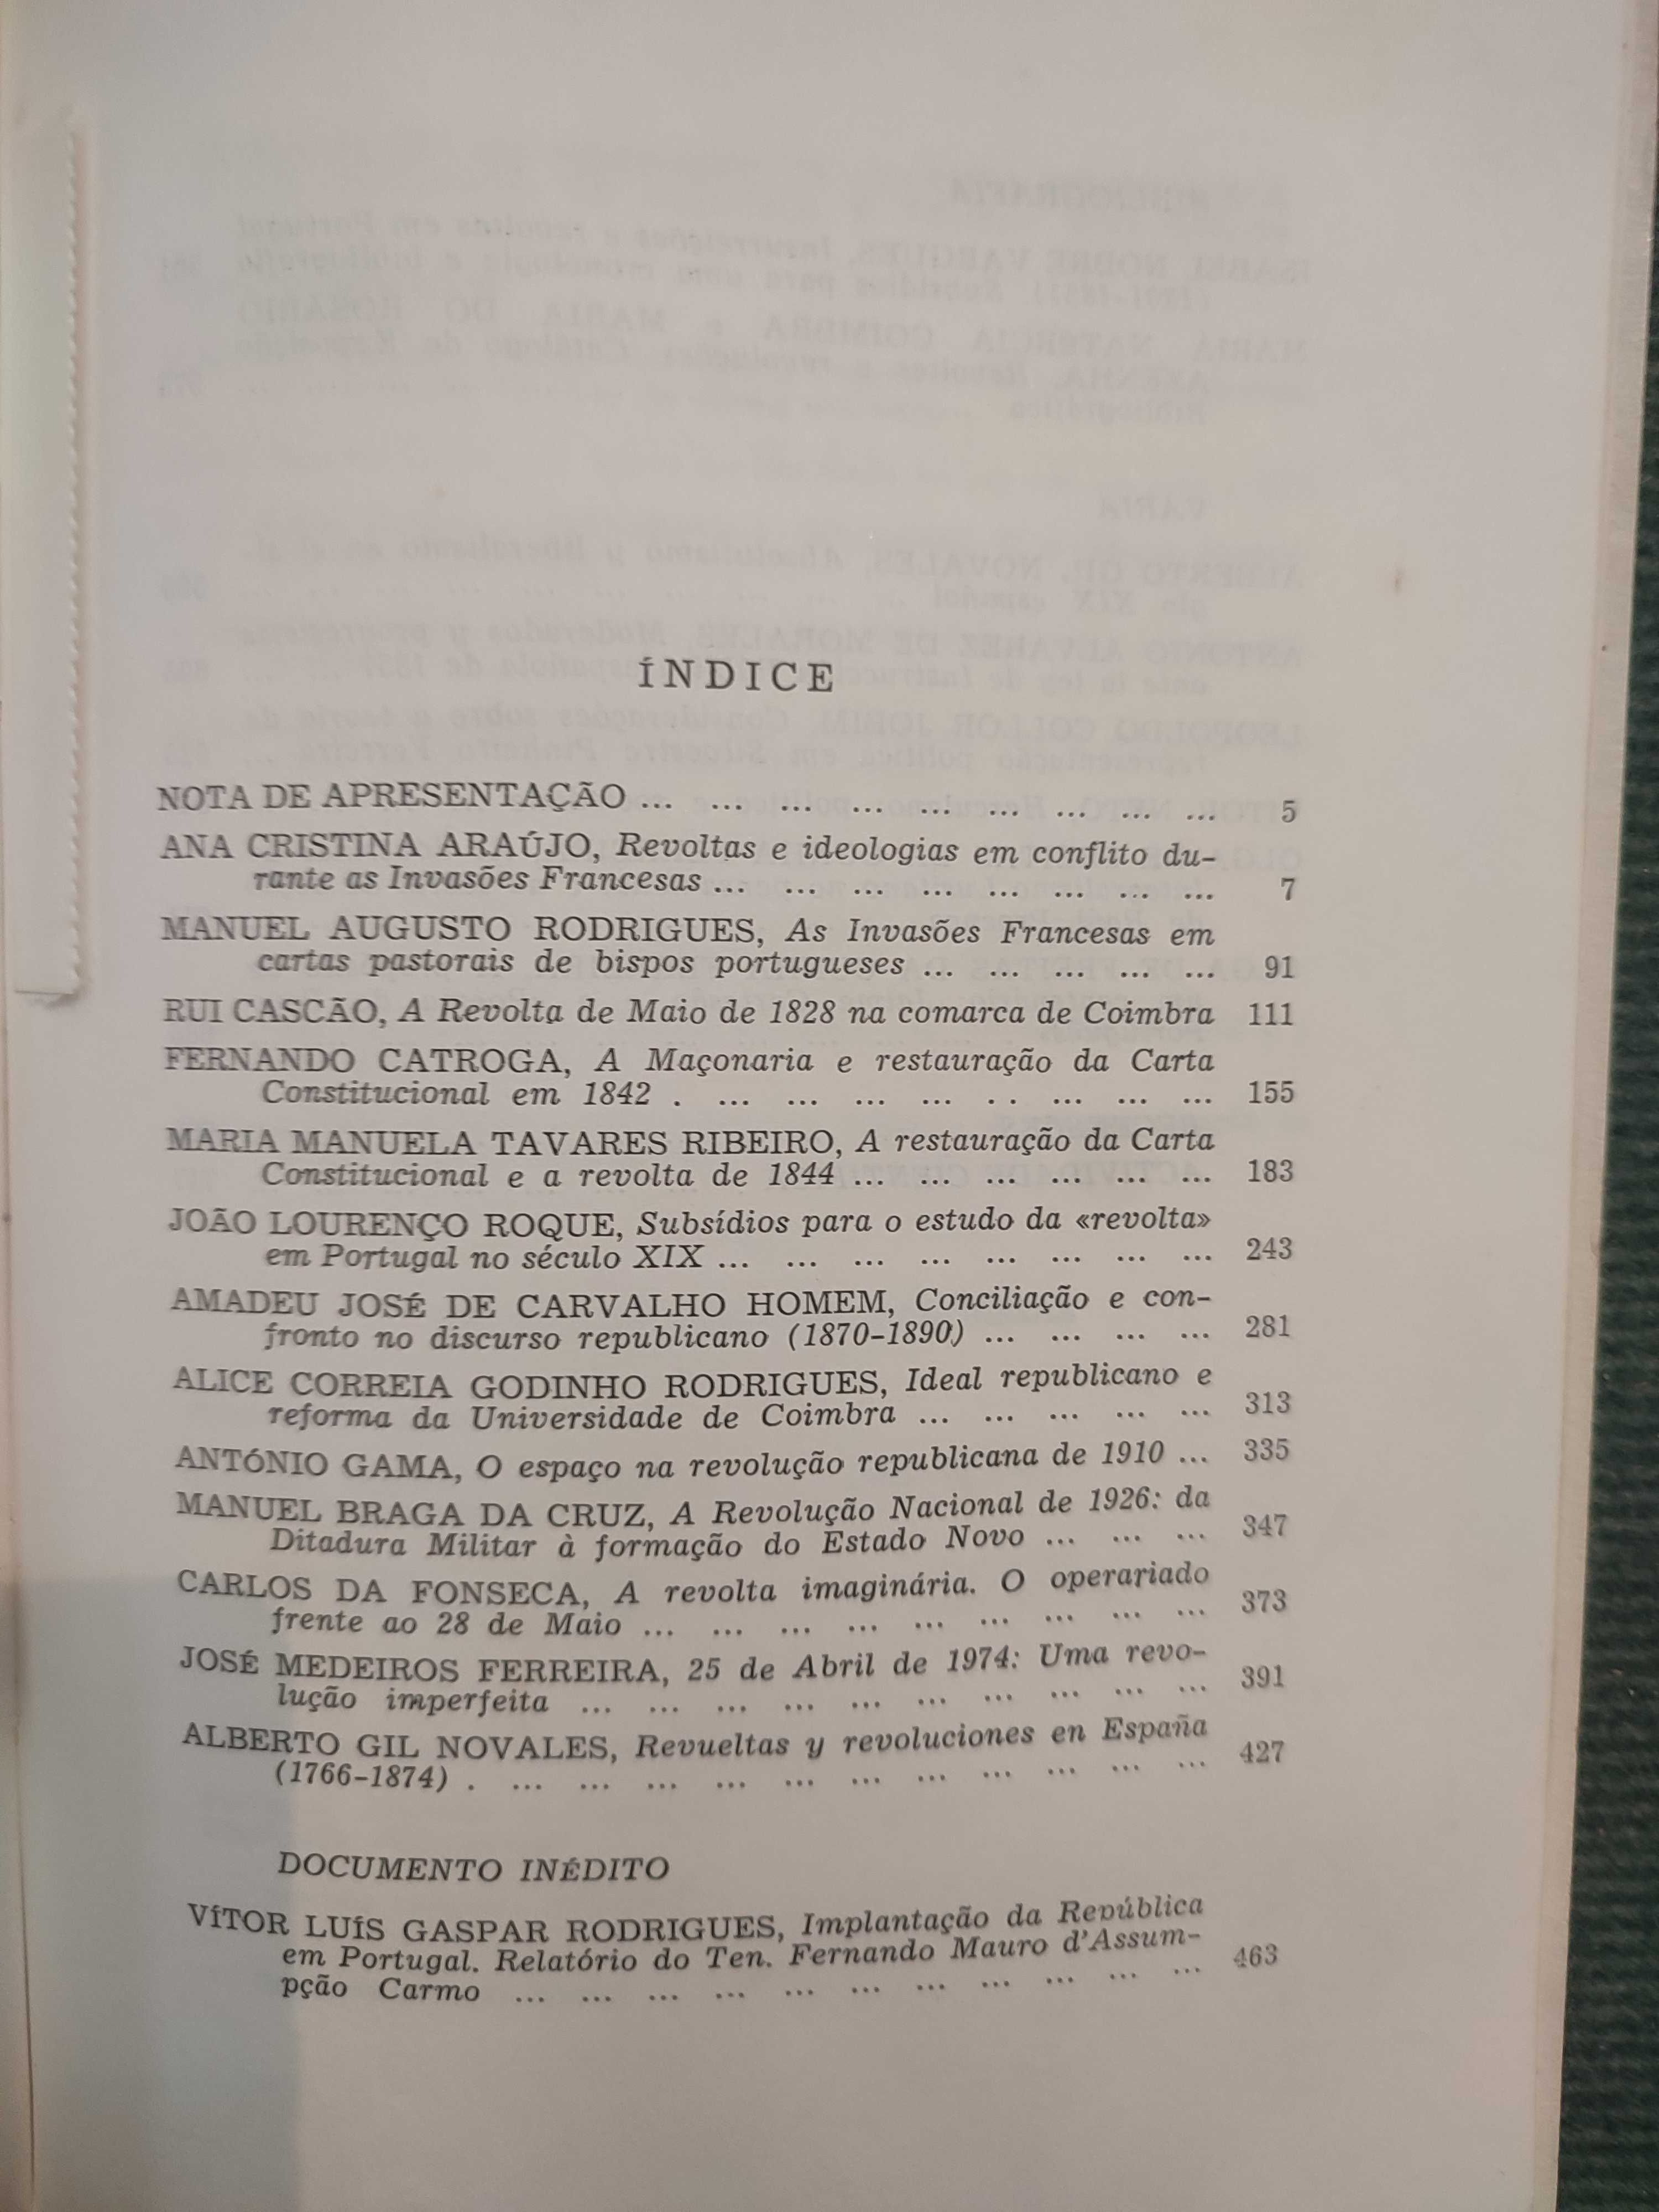 ÍNDICE
NOTA DE APRESENTAÇÃO ... ... ... ... ... ... ... ... ... 5
ANA CRISTINA ARAÚJO, Revoltas e ideologias em conflito du-
rante as Invasões Francesas ... ... ... ... ... ... ... ... 7
MANUEL AUGUSTO RODRIGUES, As Invasões Francesas em
cartas pastorais de bispos portugueses ... ... ... ... ... 91
RUI CASCÃO, A Revolta de Maio de 1828 na comarca de Coimbra 111
FERNANDO CATROGA, A Maçonaria e restauração da Carta
Constitucional em 1842 . ... ... ... ... . . ... ... ... 155
MARIA MANUELA TAVARES RIBEIRO, A restauração da Carta
Constitucional e a revolta de 1844 ... ... ... ... ... ... 183
JOÃO LOURENÇO ROQUE, Subsídios para o estudo da «revolta»
em Portugal no século XIX ... ... ... ... ... ... ... ... 243
AMADEU JOSÉ DE CARVALHO HOMEM, Conciliação e con-
fronto no discurso republicano (1870-1890) ... ... ... ... 281
ALICE CORREIA GODINHO RODRIGUES, Ideal republicano e
reforma da Universidade de Coimbra ... ... ... ... ... 313
ANTÓNIO GAMA, O espaço na revolução republicana de 1910 ... 335
MANUEL BRAGA DA CRUZ, A Revolução Nacional de 1926: da
Ditadura Militar à formação do Estado Novo ... ... ... 347
CARLOS DA FONSECA, A revolta imaginária. O operariado
frente ao 28 de Maio ... ... ... ... ... ... ... ... ... 373
JOSÉ MEDEIROS FERREIRA, 25 de Abril de 1974: Uma revo-
lução imperfeita ... ... ... ... ... ... ... ... ... ... 391
ALBERTO GIL NOVALES, Revueltas y revoluciones en España
(1766-1874) . ... ... ... ... ... ... ... ... ... ... ... 427
DOCUMENTO INÉDITO
VÍTOR LUÍS GASPAR RODRIGUES, Implantação da República
em Portugal. Relatório do Ten. Fernando Mauro d'Assum-
pção Carmo ... ... ... ... ... ... ... ... ... ... ... 463